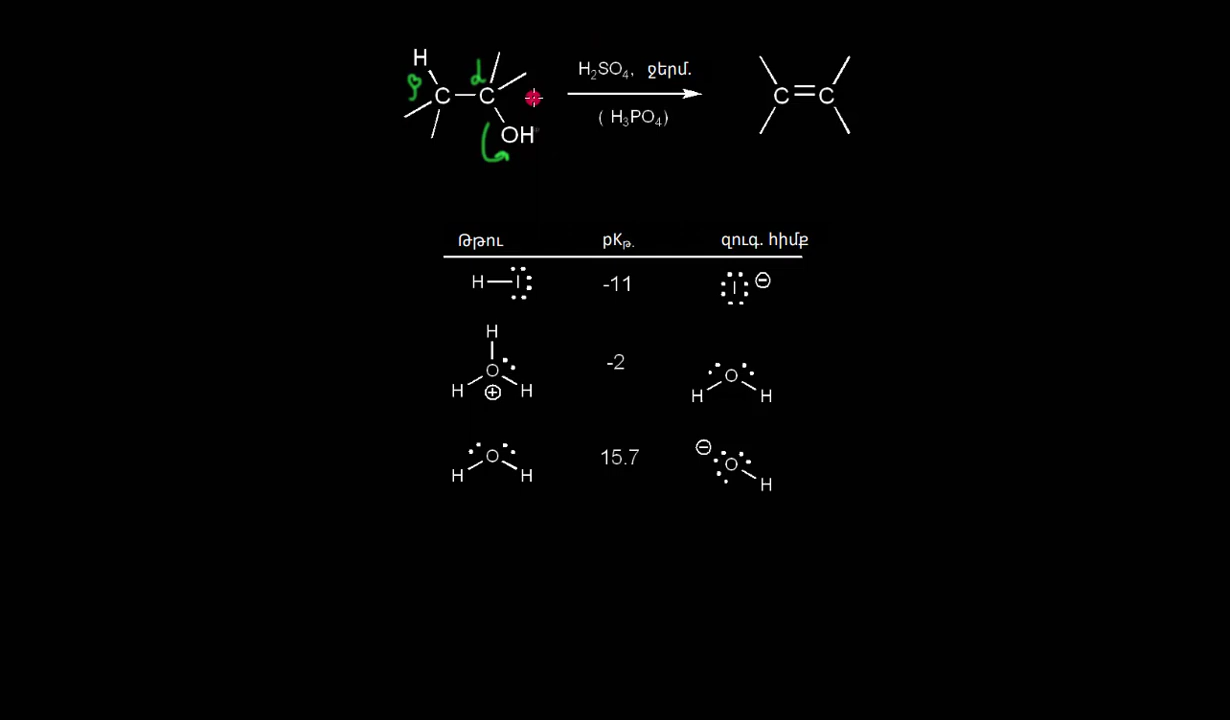 H β C C α OH H₂SO₄, ջերմ. (H₃PO₄) C=C
Թթու pKթ. զուգ. հիմք
H—I -11 I ⊖
H O H H ⊕ -2 H O H
H O H 15.7 ⊖ O H